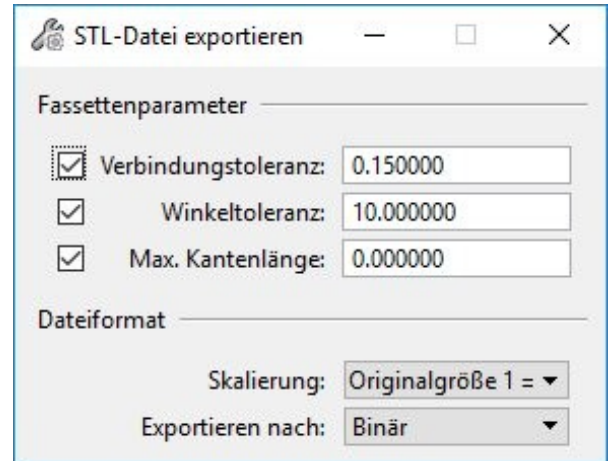 STL-Datei exportieren
Fassettenparameter
Verbindungstoleranz: 0.150000
Winkeltoleranz: 10.000000
Max. Kantenlänge: 0.000000
Dateiformat
Skalierung: Originalgröße 1 =
Exportieren nach: Binär